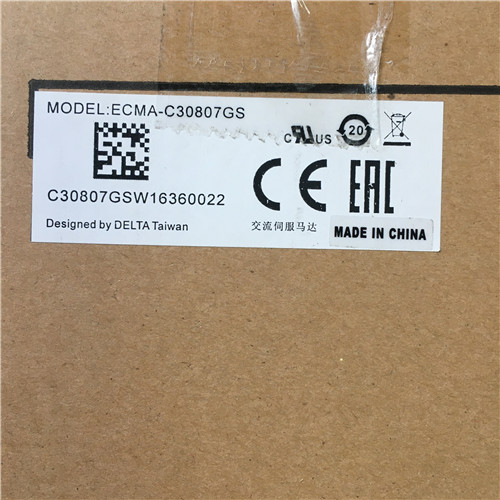 MODEL:ECMA-C30807GS
C US
20
C30807GSW16360022
CE
EAC
Designed by DELTA Taiwan
交流伺服马达
MADE IN CHINA